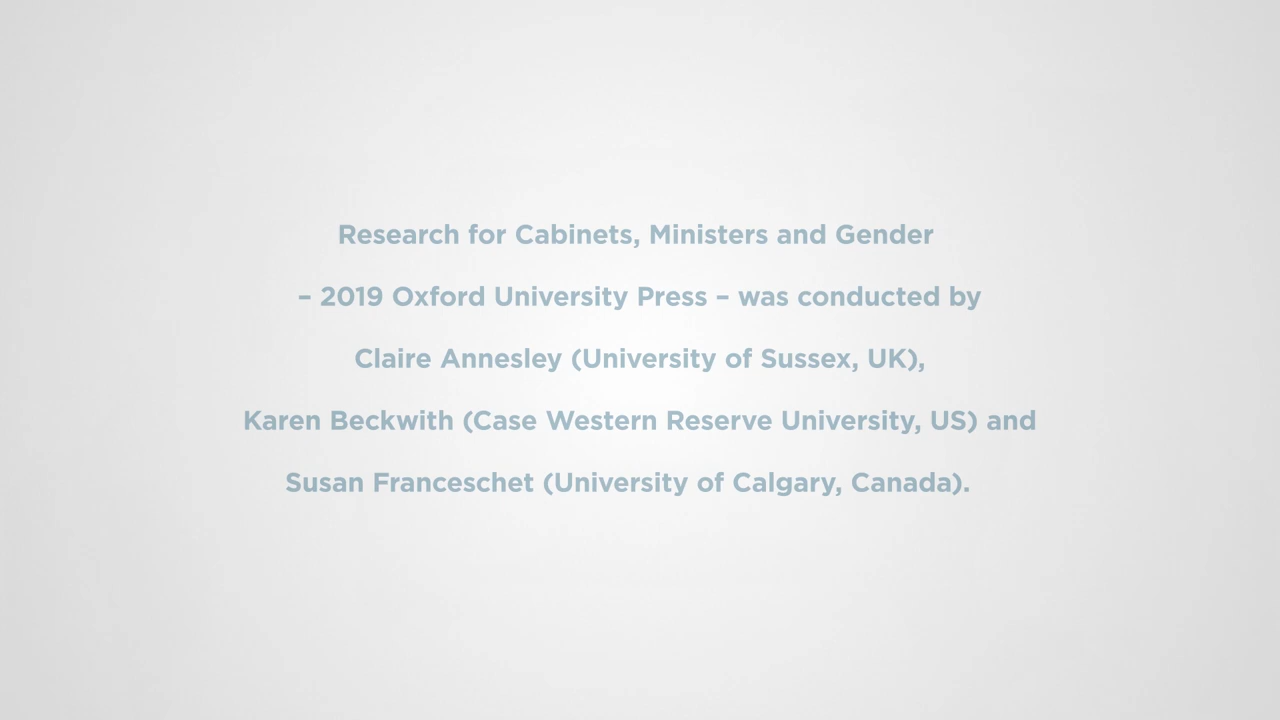 Research for Cabinets, Ministers and Gender
– 2019 Oxford University Press – was conducted by
Claire Annesley (University of Sussex, UK),
Karen Beckwith (Case Western Reserve University, US) and
Susan Franceschet (University of Calgary, Canada).